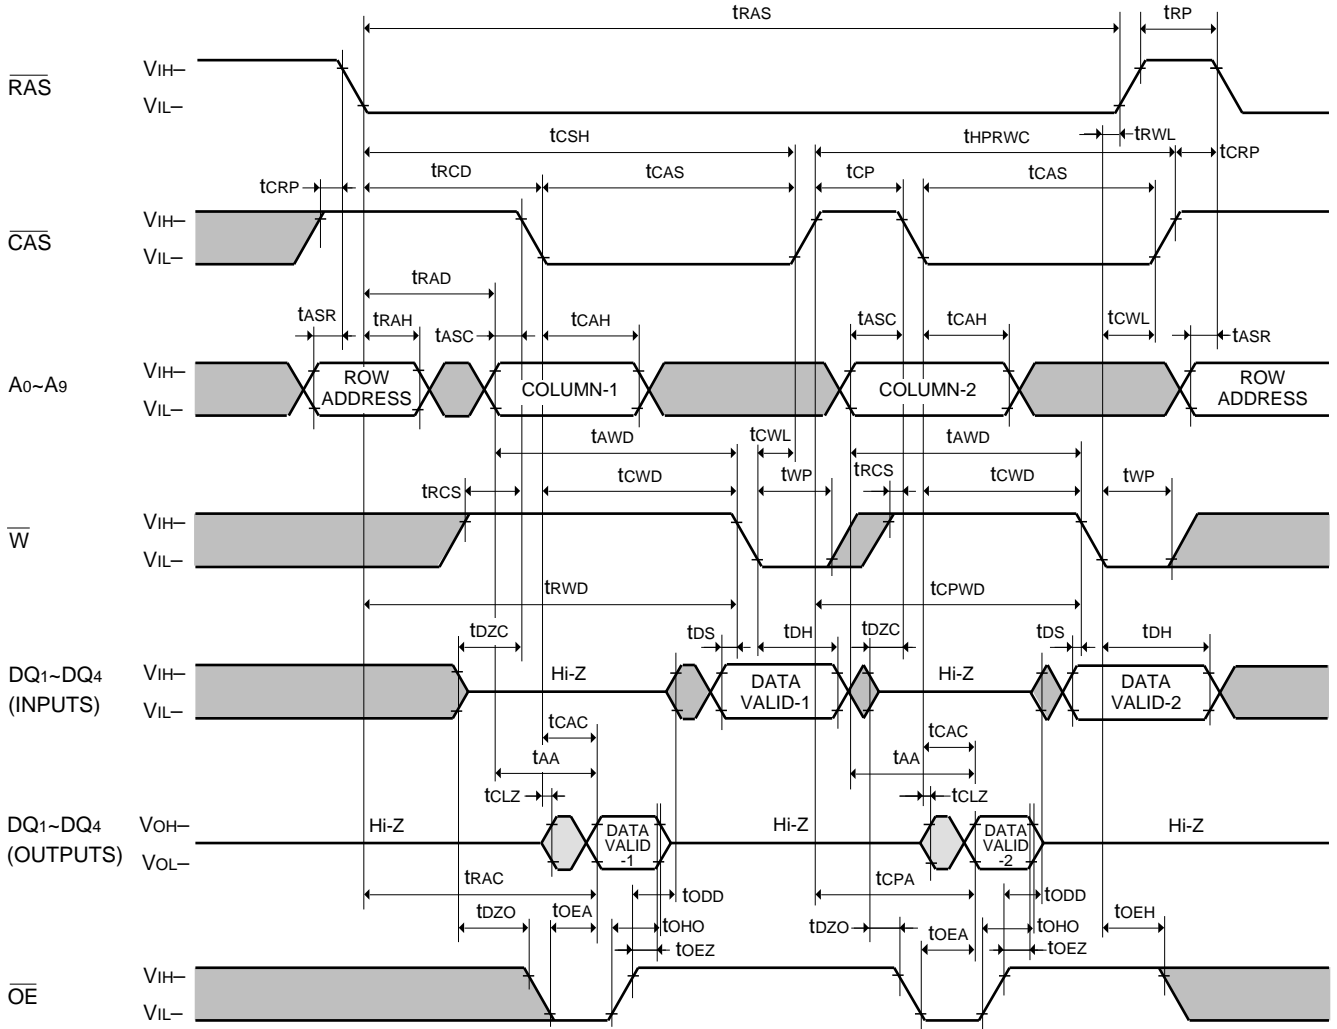 tRAS
tRP
RAS
VIH–
VIL–
tCSH
tHPRWC
tRWL
tCRP
tRCD
tCAS
tCP
tCAS
tCRP
CAS
VIH–
VIL–
tRAD
tASR
tRAH
tASC
tCAH
tASC
tCAH
tCWL
tASR
A0~A9
VIH–
VIL–
ROW ADDRESS
COLUMN-1
COLUMN-2
ROW ADDRESS
tAWD
tCWL
tAWD
tRCS
tCWD
tWP
tRCS
tCWD
tWP
W
VIH–
VIL–
tRWD
tCPWD
tDZC
tDS
tDH
tDZC
tDS
tDH
DQ1~DQ4
(INPUTS)
VIH–
VIL–
Hi-Z
DATA VALID-1
Hi-Z
DATA VALID-2
tCAC
tCAC
tAA
tAA
tCLZ
tCLZ
DQ1~DQ4
(OUTPUTS)
VOH–
VOL–
Hi-Z
DATA VALID -1
Hi-Z
DATA VALID -2
Hi-Z
tRAC
tODD
tCPA
tODD
tDZO
tOEA
tOHO
tOEZ
tDZO
tOEA
tOHO
tOEZ
tOEH
OE
VIH–
VIL–